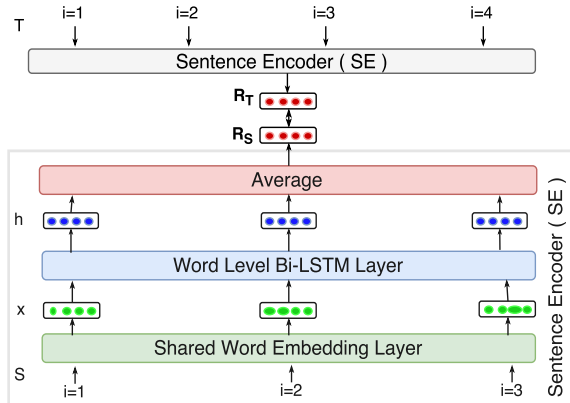 i=1 i=2 i=3 i=4
T
Sentence Encoder ( SE )
R_T
R_S
Average
h
Word Level Bi-LSTM Layer
x
Shared Word Embedding Layer
S
i=1 i=2 i=3
Sentence Encoder ( SE )